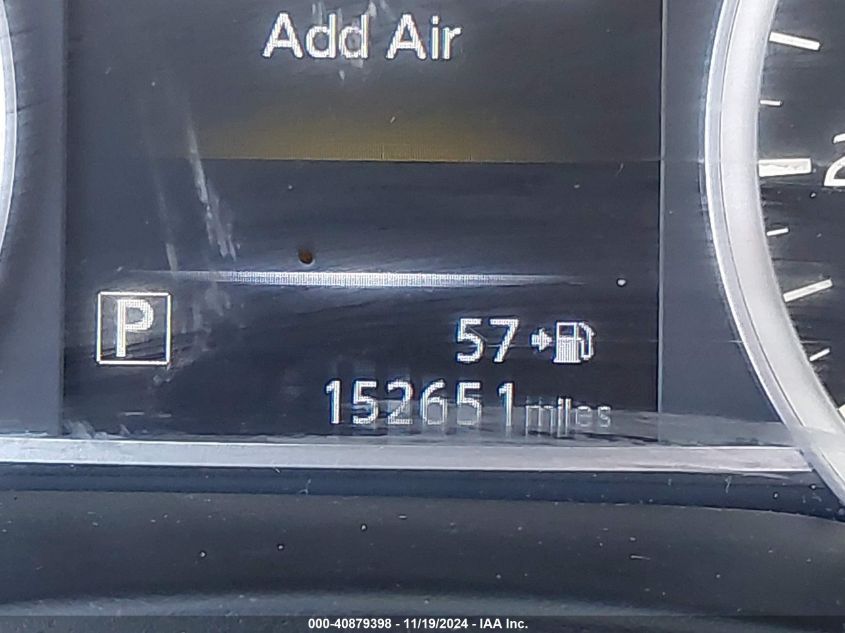 Add Air
P
57
152651 miles
000-40879398 - 11/19/2024 - IAA Inc.